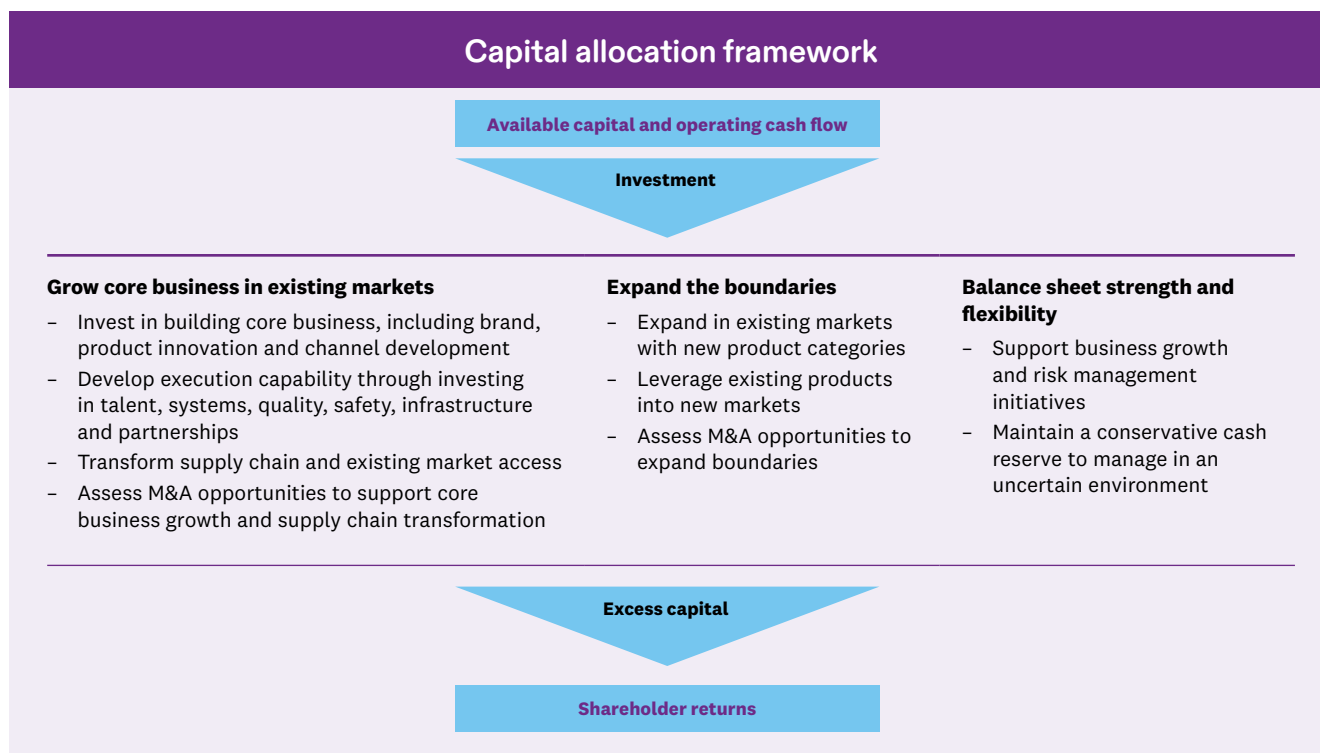 Capital allocation framework
Available capital and operating cash flow
Investment
Grow core business in existing markets
– Invest in building core business, including brand,
product innovation and channel development
– Develop execution capability through investing
in talent, systems, quality, safety, infrastructure
and partnerships
– Transform supply chain and existing market access
– Assess M&A opportunities to support core
business growth and supply chain transformation
Expand the boundaries
– Expand in existing markets
with new product categories
– Leverage existing products
into new markets
– Assess M&A opportunities to
expand boundaries
Balance sheet strength and
flexibility
– Support business growth
and risk management
initiatives
– Maintain a conservative cash
reserve to manage in an
uncertain environment
Excess capital
Shareholder returns